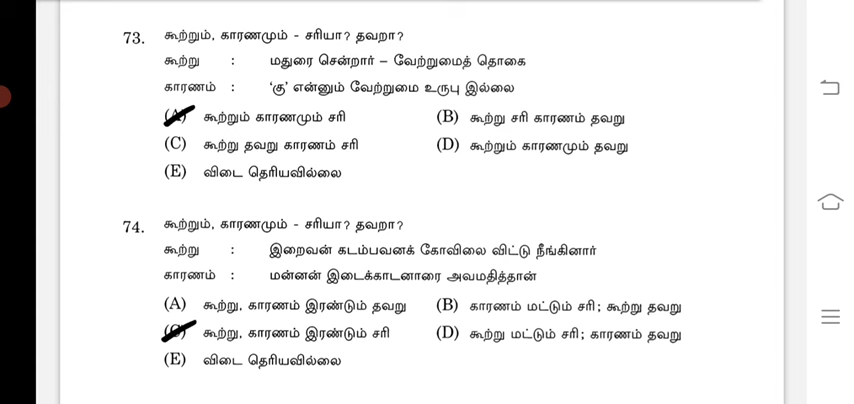 73. கூற்றும், காரணமும் - சரியா? தவறா?
கூற்று : மதுரை சென்றார் – வேற்றுமைத் தொகை
காரணம் : ‘கு’ என்னும் வேற்றுமை உருபு இல்லை
(A) கூற்றும் காரணமும் சரி (B) கூற்று சரி காரணம் தவறு
(C) கூற்று தவறு காரணம் சரி (D) கூற்றும் காரணமும் தவறு
(E) விடை தெரியவில்லை
74. கூற்றும், காரணமும் - சரியா? தவறா?
கூற்று : இறைவன் கடம்பவனக் கோவிலை விட்டு நீங்கினார்
காரணம் : மன்னன் இடைக்காடனாரை அவமதித்தான்
(A) கூற்று, காரணம் இரண்டும் தவறு (B) காரணம் மட்டும் சரி; கூற்று தவறு
(C) கூற்று, காரணம் இரண்டும் சரி (D) கூற்று மட்டும் சரி; காரணம் தவறு
(E) விடை தெரியவில்லை